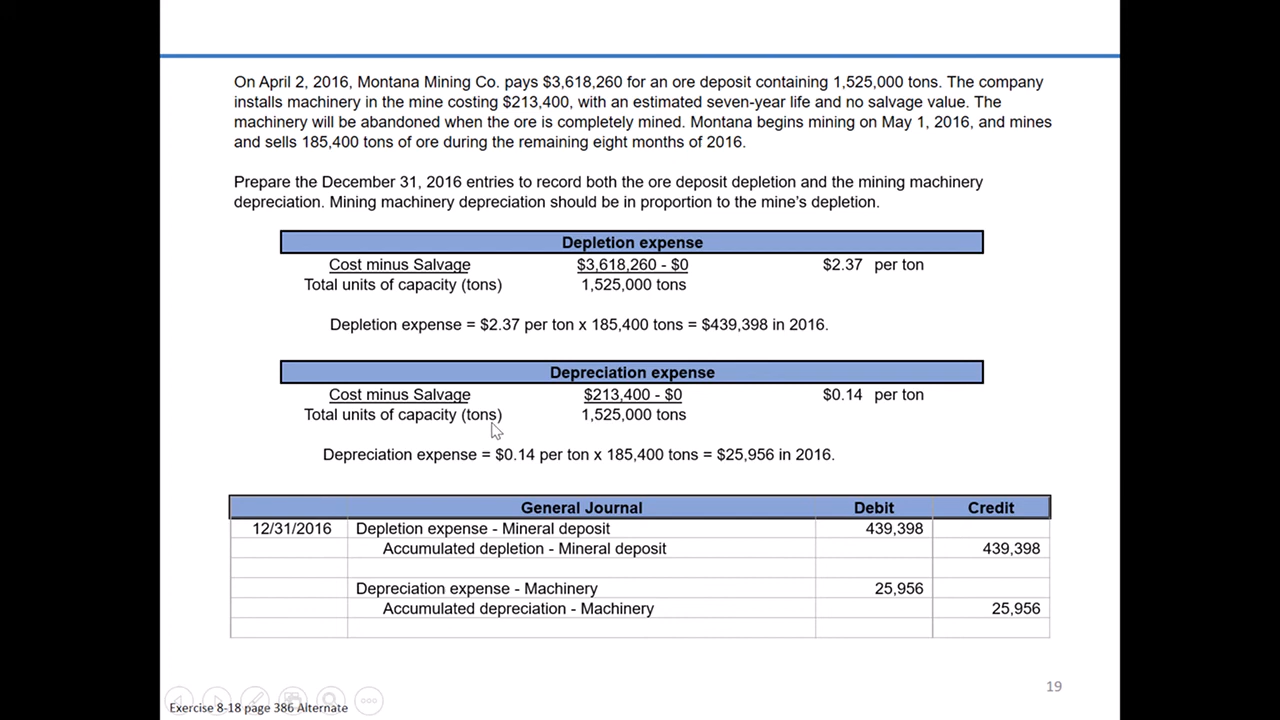 On April 2, 2016, Montana Mining Co. pays $3,618,260 for an ore deposit containing 1,525,000 tons. The company
installs machinery in the mine costing $213,400, with an estimated seven-year life and no salvage value. The
machinery will be abandoned when the ore is completely mined. Montana begins mining on May 1, 2016, and mines
and sells 185,400 tons of ore during the remaining eight months of 2016.
Prepare the December 31, 2016 entries to record both the ore deposit depletion and the mining machinery
depreciation. Mining machinery depreciation should be in proportion to the mine’s depletion.
Depletion expense
Cost minus Salvage $3,618,260 - $0 $2.37 per ton
Total units of capacity (tons) 1,525,000 tons
Depletion expense = $2.37 per ton x 185,400 tons = $439,398 in 2016.
Depreciation expense
Cost minus Salvage $213,400 - $0 $0.14 per ton
Total units of capacity (tons) 1,525,000 tons
Depreciation expense = $0.14 per ton x 185,400 tons = $25,956 in 2016.
General Journal Debit Credit
12/31/2016 Depletion expense - Mineral deposit 439,398
Accumulated depletion - Mineral deposit 439,398
Depreciation expense - Machinery 25,956
Accumulated depreciation - Machinery 25,956
19
Exercise 8-18 page 386 Alternate